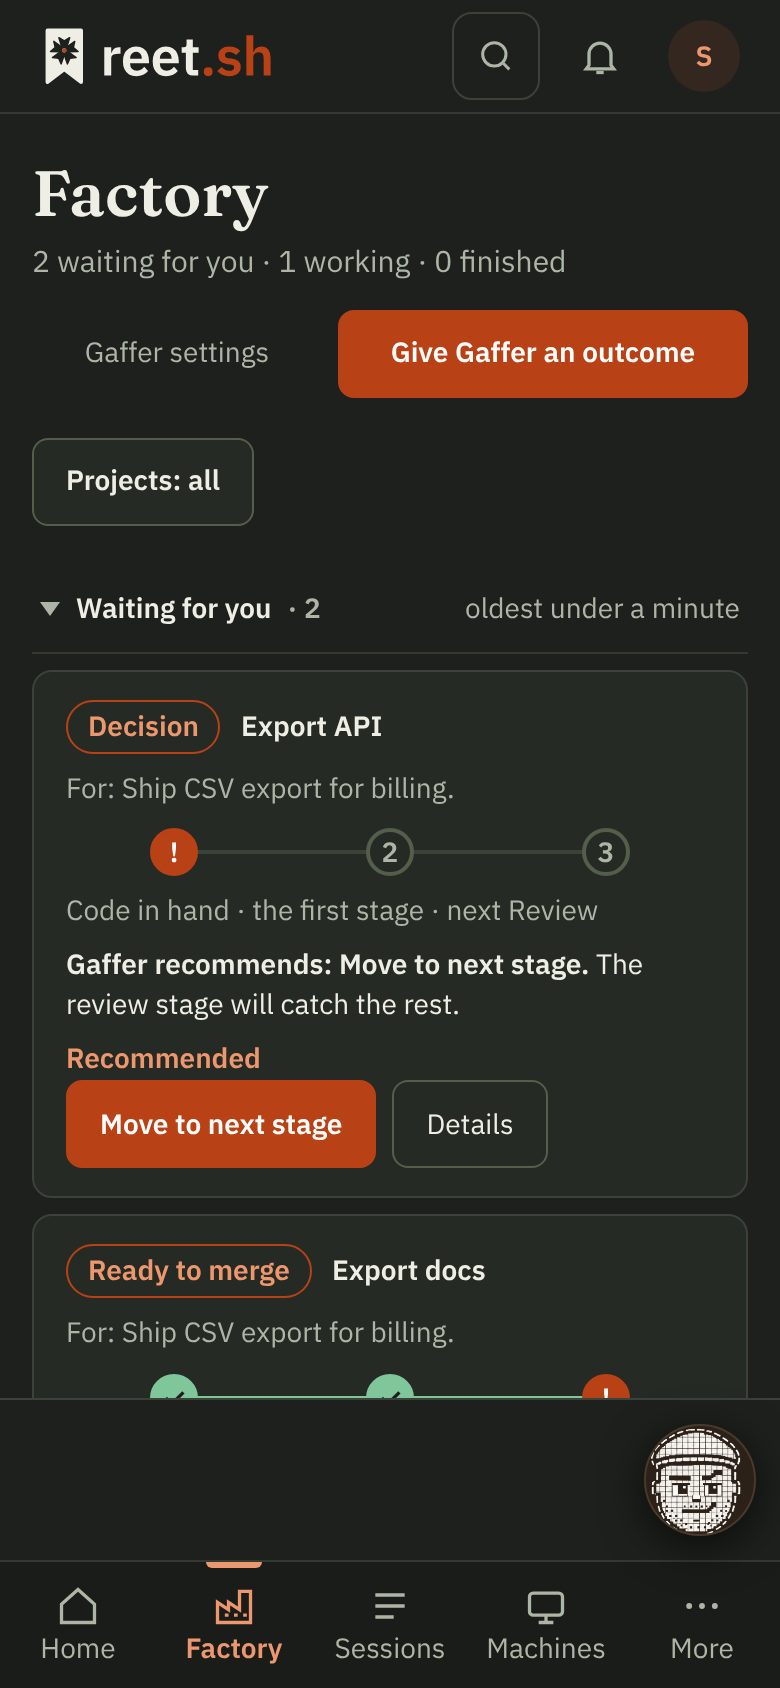 reet.sh
S
Factory
2 waiting for you · 1 working · 0 finished
Gaffer settings
Give Gaffer an outcome
Projects: all
Waiting for you · 2
oldest under a minute
Decision
Export API
For: Ship CSV export for billing.
! 2 3
Code in hand · the first stage · next Review
Gaffer recommends: Move to next stage. The
review stage will catch the rest.
Recommended
Move to next stage
Details
Ready to merge
Export docs
For: Ship CSV export for billing.
!
Home
Factory
Sessions
Machines
More